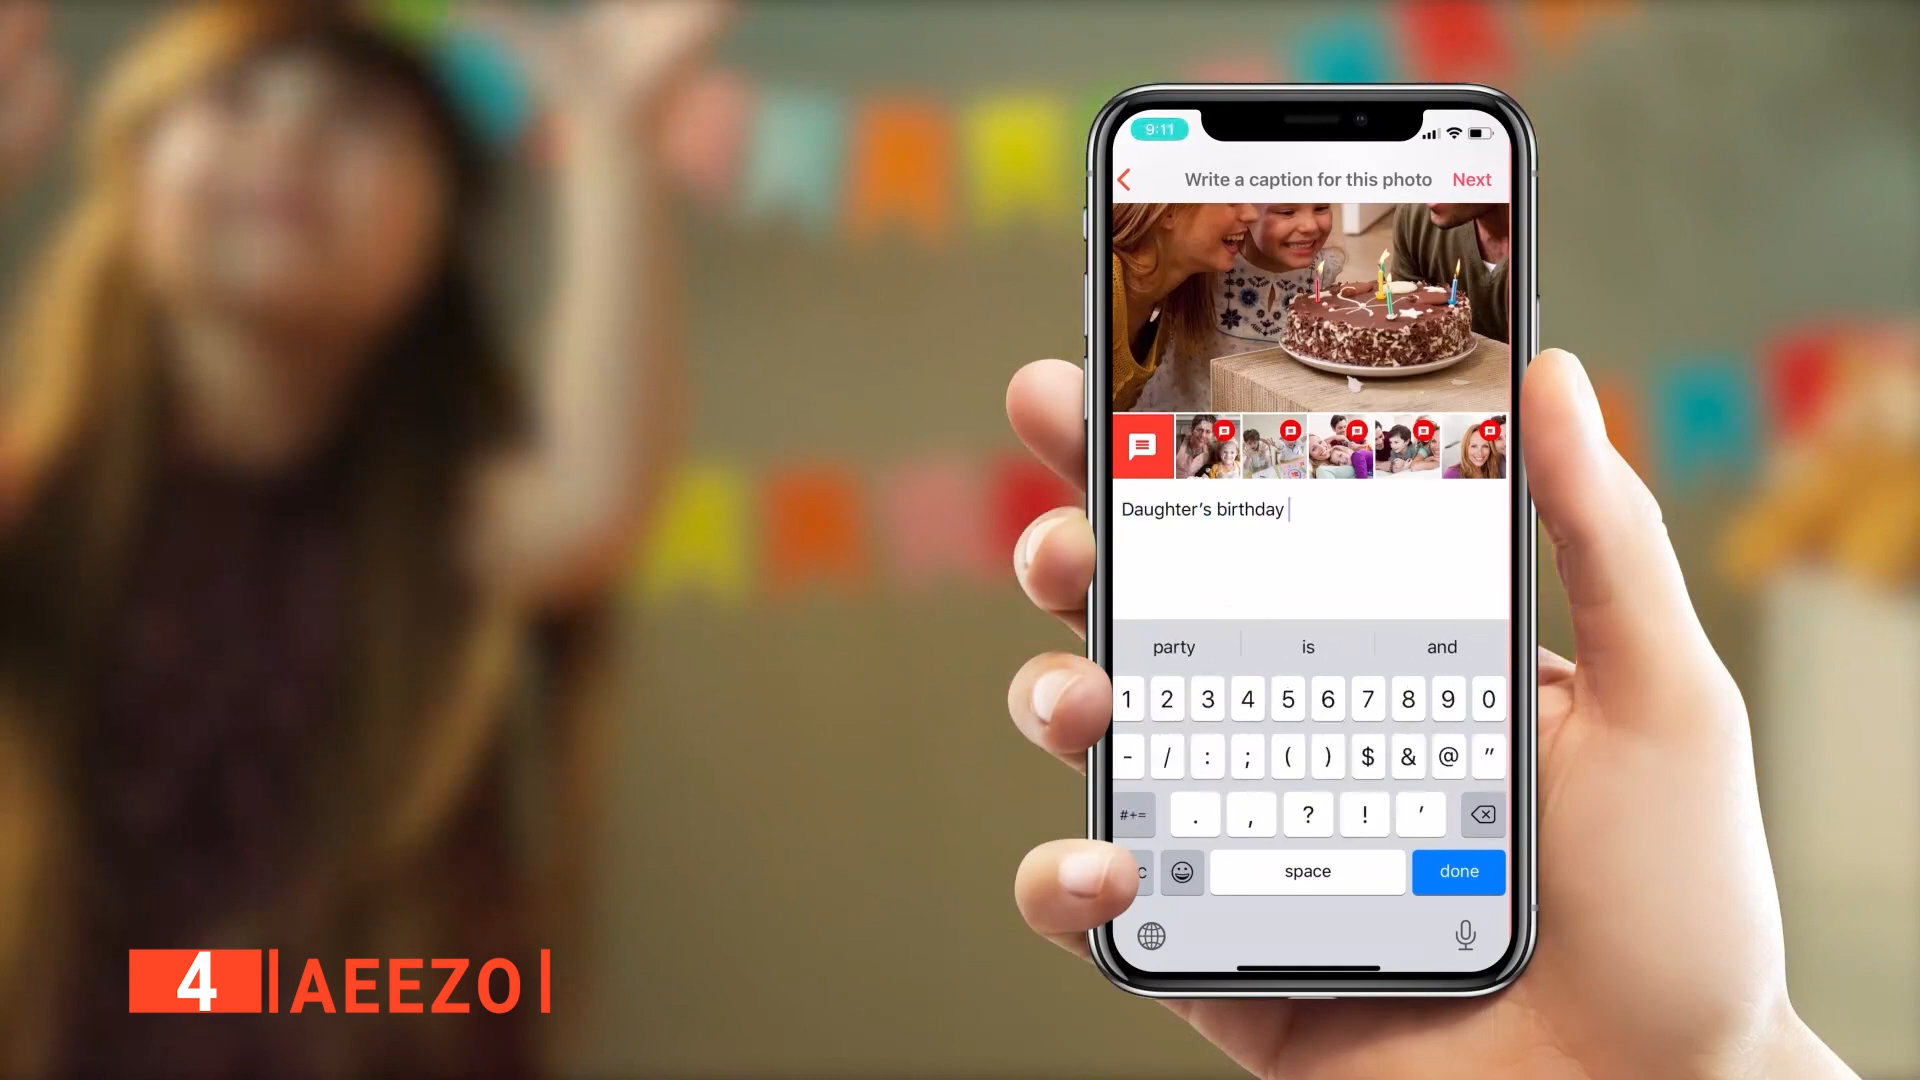 9:11
Write a caption for this photo Next
Daughter's birthday
party is and
1 2 3 4 5 6 7 8 9 0
- / : ; ( ) $ & @ "
#+= . , ? ! '
space done
4 AEEZO